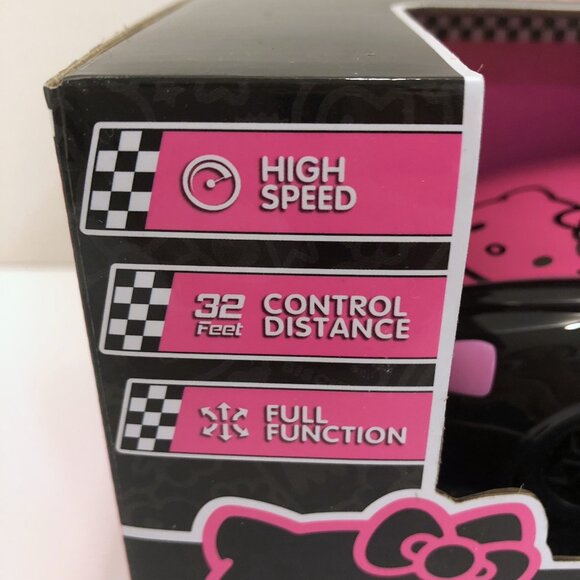 HIGH
SPEED
32
Feet
CONTROL
DISTANCE
FULL
FUNCTION